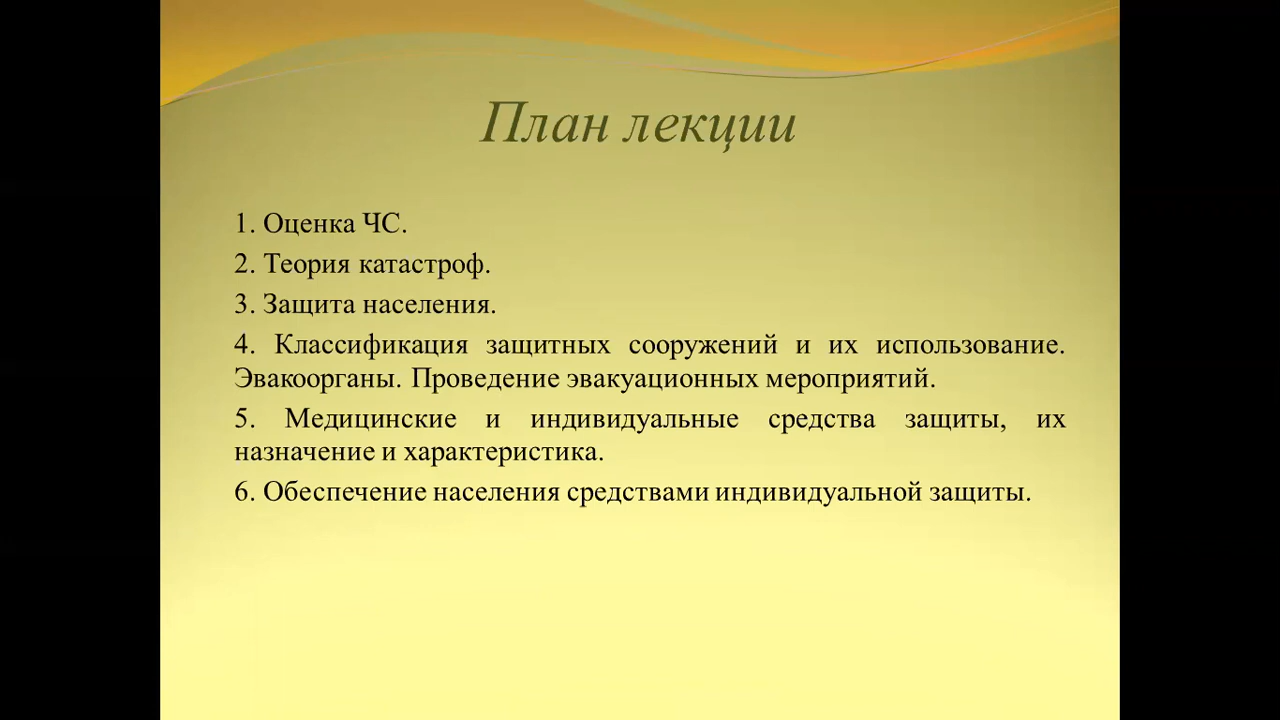 План лекции
1. Оценка ЧС.
2. Теория катастроф.
3. Защита населения.
4. Классификация защитных сооружений и их использование.
Эвакоорганы. Проведение эвакуационных мероприятий.
5. Медицинские и индивидуальные средства защиты, их
назначение и характеристика.
6. Обеспечение населения средствами индивидуальной защиты.